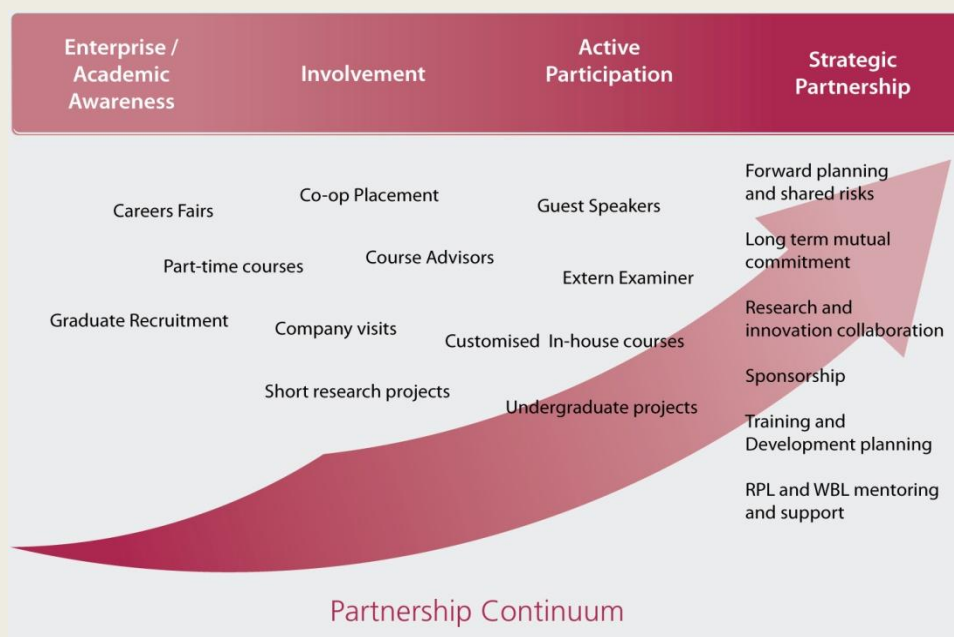 Enterprise /
Academic
Awareness
Involvement
Active
Participation
Strategic
Partnership
Careers Fairs
Part-time courses
Graduate Recruitment
Co-op Placement
Course Advisors
Company visits
Short research projects
Guest Speakers
Extern Examiner
Customised In-house courses
Undergraduate projects
Forward planning
and shared risks
Long term mutual
commitment
Research and
innovation collaboration
Sponsorship
Training and
Development planning
RPL and WBL mentoring
and support
Partnership Continuum